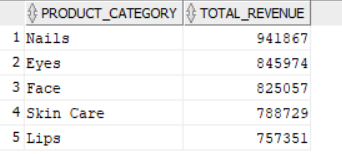 PRODUCT_CATEGORY TOTAL_REVENUE
1 Nails 941867
2 Eyes 845974
3 Face 825057
4 Skin Care 788729
5 Lips 757351